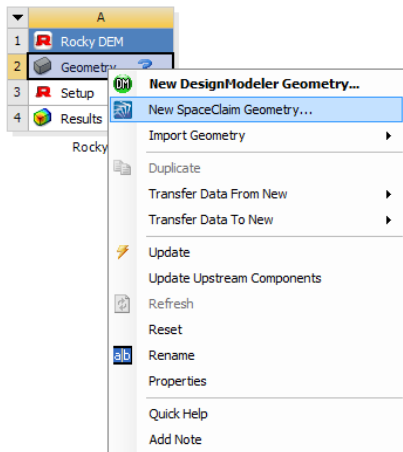 A
1 R Rocky DEM
2 Geometry ?
3 R Setup
4 Results
Rocky
DM New DesignModeler Geometry...
New SpaceClaim Geometry...
Import Geometry
Duplicate
Transfer Data From New
Transfer Data To New
Update
Update Upstream Components
Refresh
Reset
a|b Rename
Properties
Quick Help
Add Note